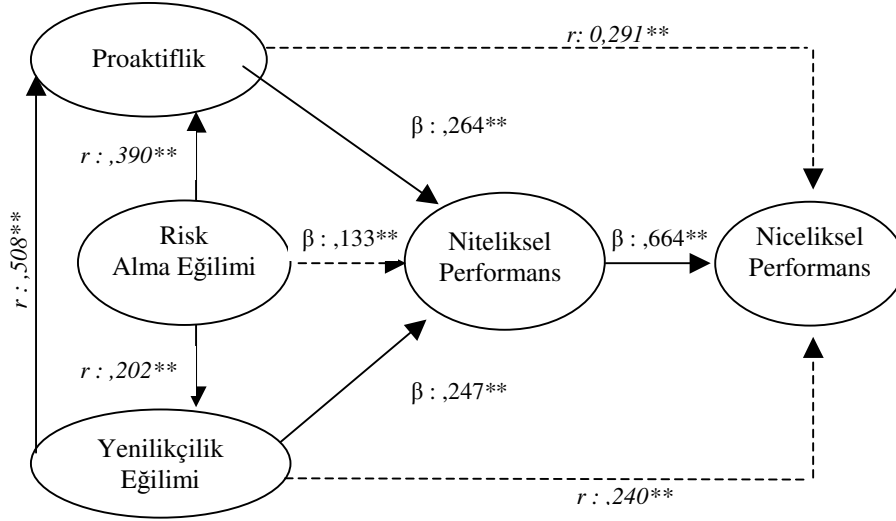 Proaktiflik
r: 0,291**
β : ,264**
r : ,390**
r : ,508**
Risk
Alma Eğilimi
β : ,133**
Niteliksel
Performans
β : ,664**
Niceliksel
Performans
r : ,202**
β : ,247**
Yenilikçilik
Eğilimi
r : ,240**